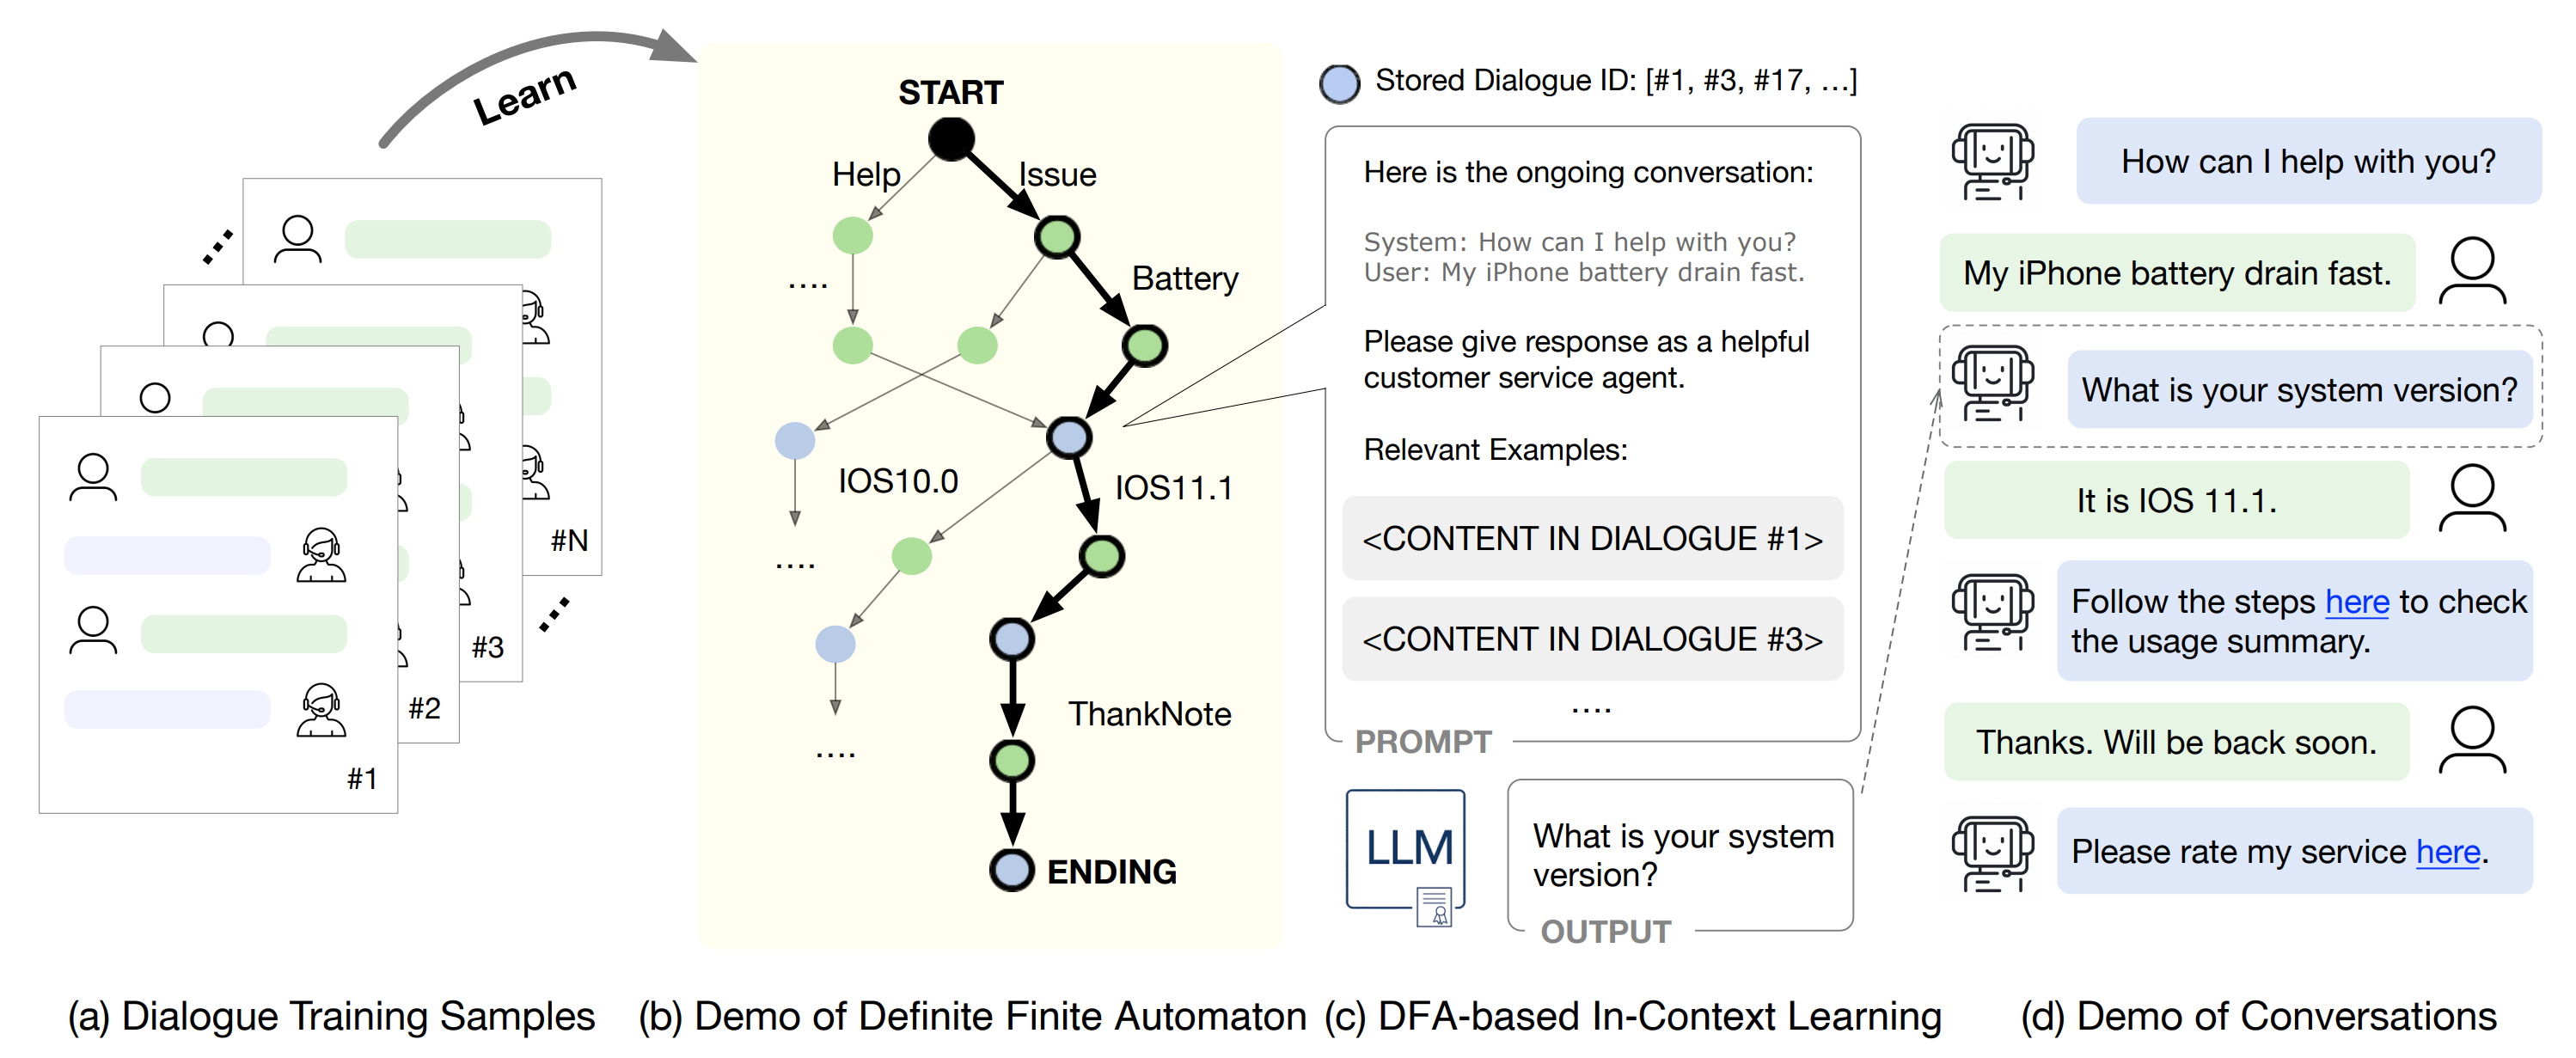 Learn
#N
#3
#2
#1
START
Help
Issue
....
Battery
IOS10.0
IOS11.1
....
ThankNote
....
ENDING
Stored Dialogue ID: [#1, #3, #17, ...]
Here is the ongoing conversation:
System: How can I help with you?
User: My iPhone battery drain fast.
Please give response as a helpful
customer service agent.
Relevant Examples:
<CONTENT IN DIALOGUE #1>
<CONTENT IN DIALOGUE #3>
....
PROMPT
LLM
What is your system
version?
OUTPUT
How can I help with you?
My iPhone battery drain fast.
What is your system version?
It is IOS 11.1.
Follow the steps here to check
the usage summary.
Thanks. Will be back soon.
Please rate my service here.
(a) Dialogue Training Samples
(b) Demo of Definite Finite Automaton
(c) DFA-based In-Context Learning
(d) Demo of Conversations